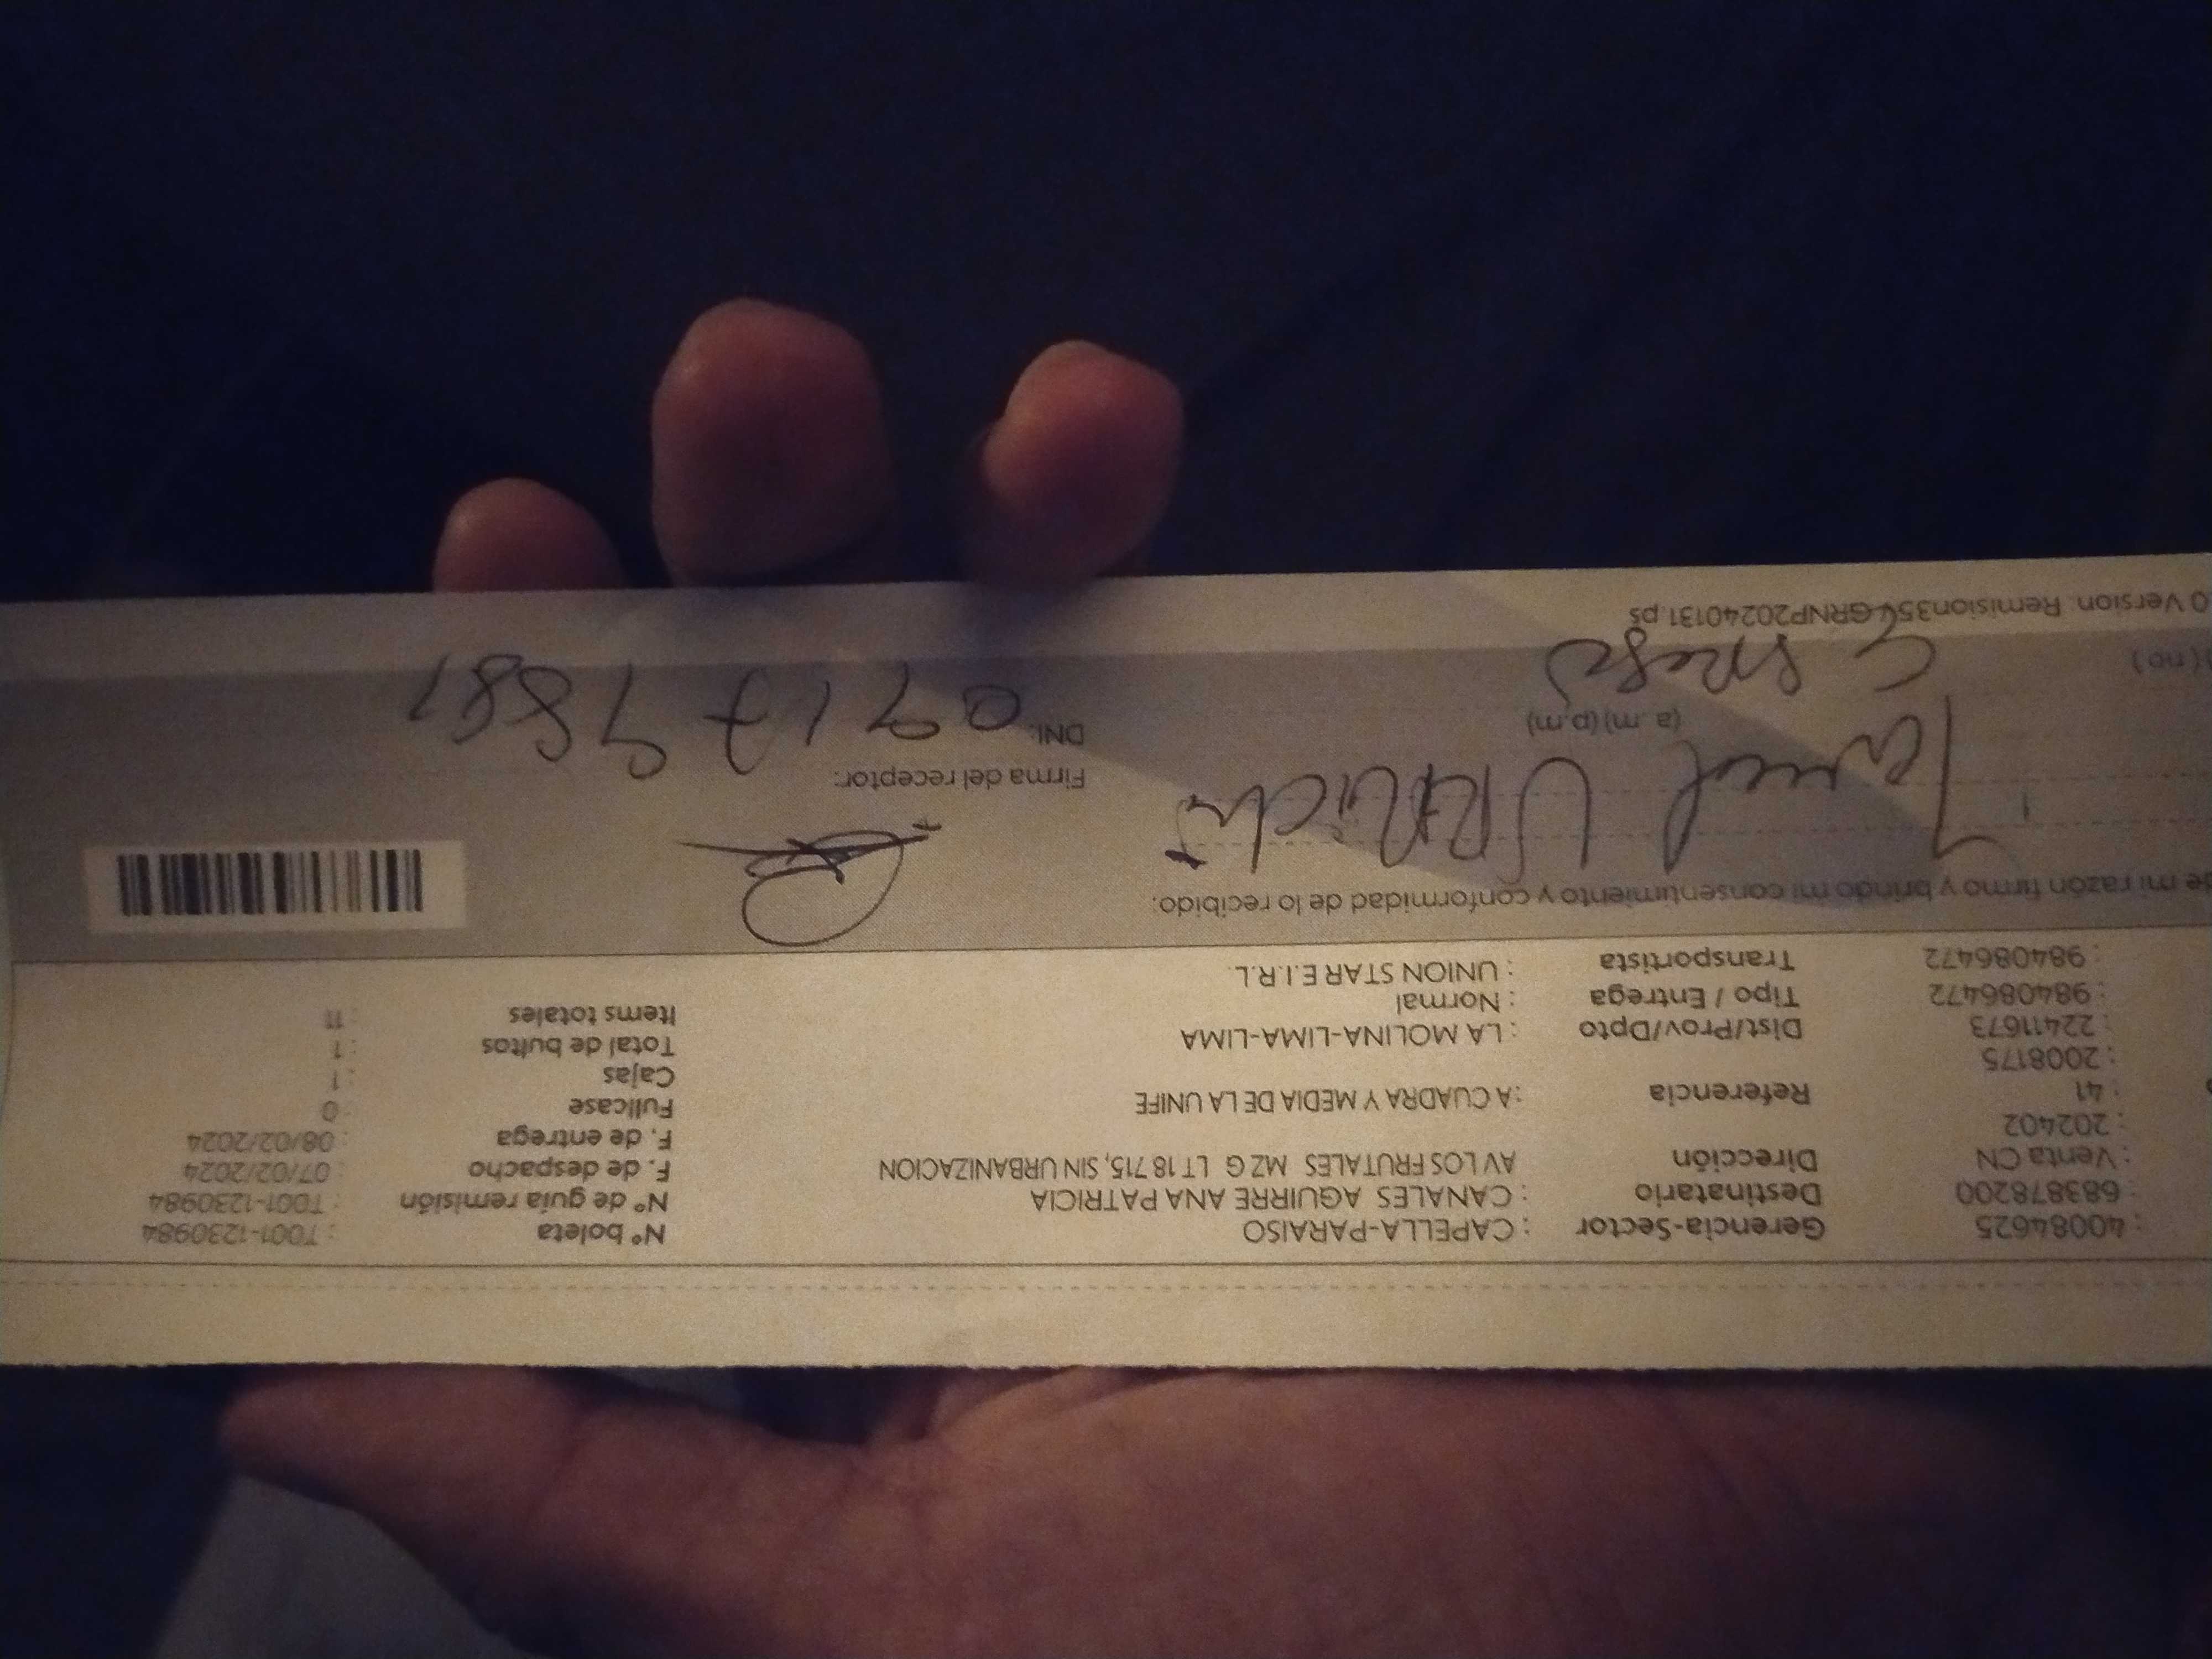 : 40084625 Gerencia-Sector : CAPELLA-PARAISO Nº boleta : T001-1230984
: 683878200 Destinatario : CANALES AGUIRRE ANA PATRICIA Nº de guía remisión : T001-1230984
: Venta CN Dirección AV LOS FRUTALES MZ G LT 18 715, SIN URBANIZACION F. de despacho : 07/02/2024
: 202402 F. de entrega : 08/02/2024
: 41 Referencia : A CUADRA Y MEDIA DE LA UNIFE Fullcase : 0
: 2008175 Cajas : 1
: 22411673 Dist/Prov/Dpto : LA MOLINA-LIMA-LIMA Total de bultos : 1
: 984086472 Tipo / Entrega : Normal Items totales : 11
: 984086472 Transportista : UNION STAR E.I.R.L.
de mi razón firmo y brindo mi consentimiento y conformidad de lo recibido.
Firma del receptor:
(a. m) (p.m) DNI:
) (no )
0 Version: Remision35V-GRNP20240131.ps